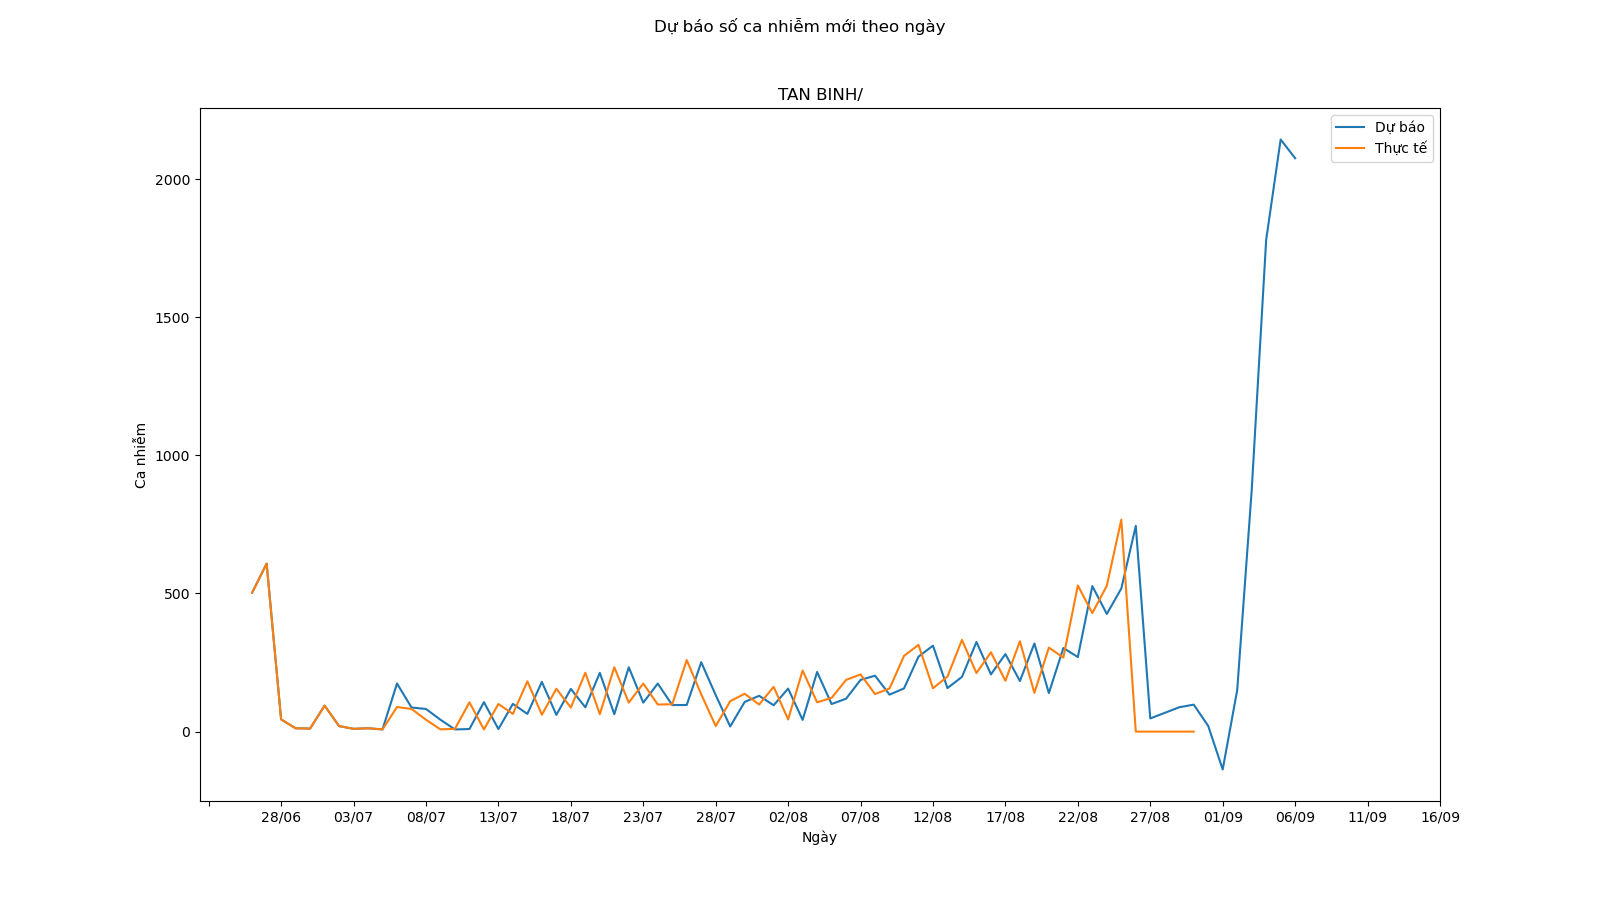 Dự báo số ca nhiễm mới theo ngày
TAN BINH/
Dự báo
Thực tế
2000
1500
1000
500
0
Ca nhiễm
28/06 03/07 08/07 13/07 18/07 23/07 28/07 02/08 07/08 12/08 17/08 22/08 27/08 01/09 06/09 11/09 16/09
Ngày